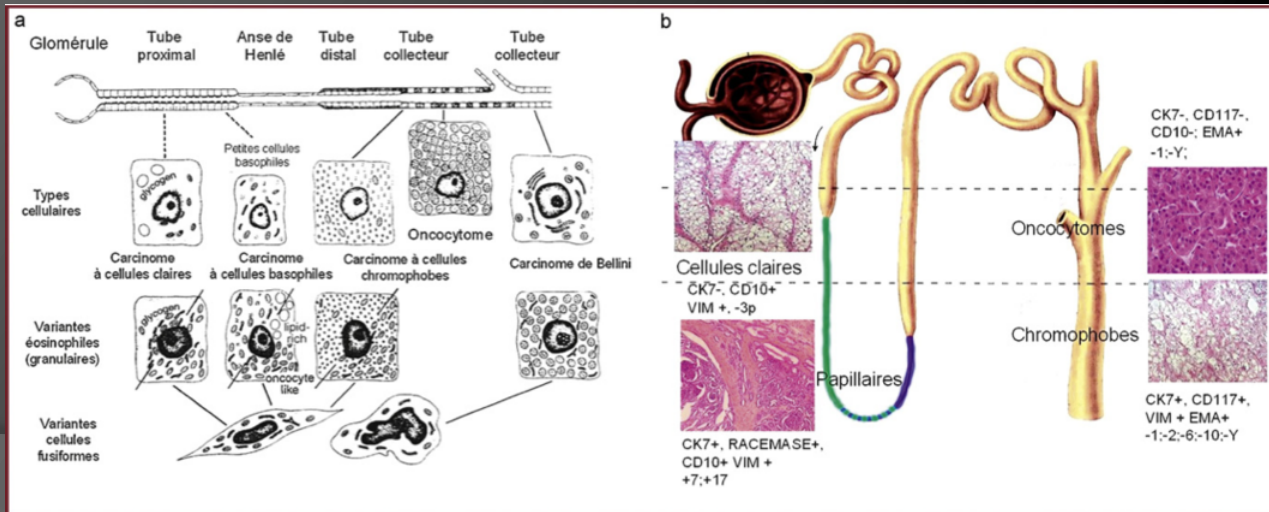 a
Glomérule
Tube
proximal
Anse de
Henlé
Tube
distal
Tube
collecteur
Tube
collecteur
Petites cellules
basophiles
Types
cellulaires
glycogen
Oncocytome
Carcinome
à cellules claires
Carcinome
à cellules basophiles
Carcinome à cellules
chromophobes
Carcinome de Bellini
Variantes
éosinophiles
(granulaires)
glycogen
lipid-
rich
oncocyte
like
Variantes
cellules
fusiformes
b
CK7-, CD117-,
CD10-; EMA+
-1;-Y;
Oncocytomes
Cellules claires
CK7-, CD10+
VIM +, -3p
Chromophobes
Papillaires
CK7+, RACEMASE+,
CD10+ VIM +
+7;+17
CK7+, CD117+,
VIM + EMA+
-1;-2;-6;-10;-Y